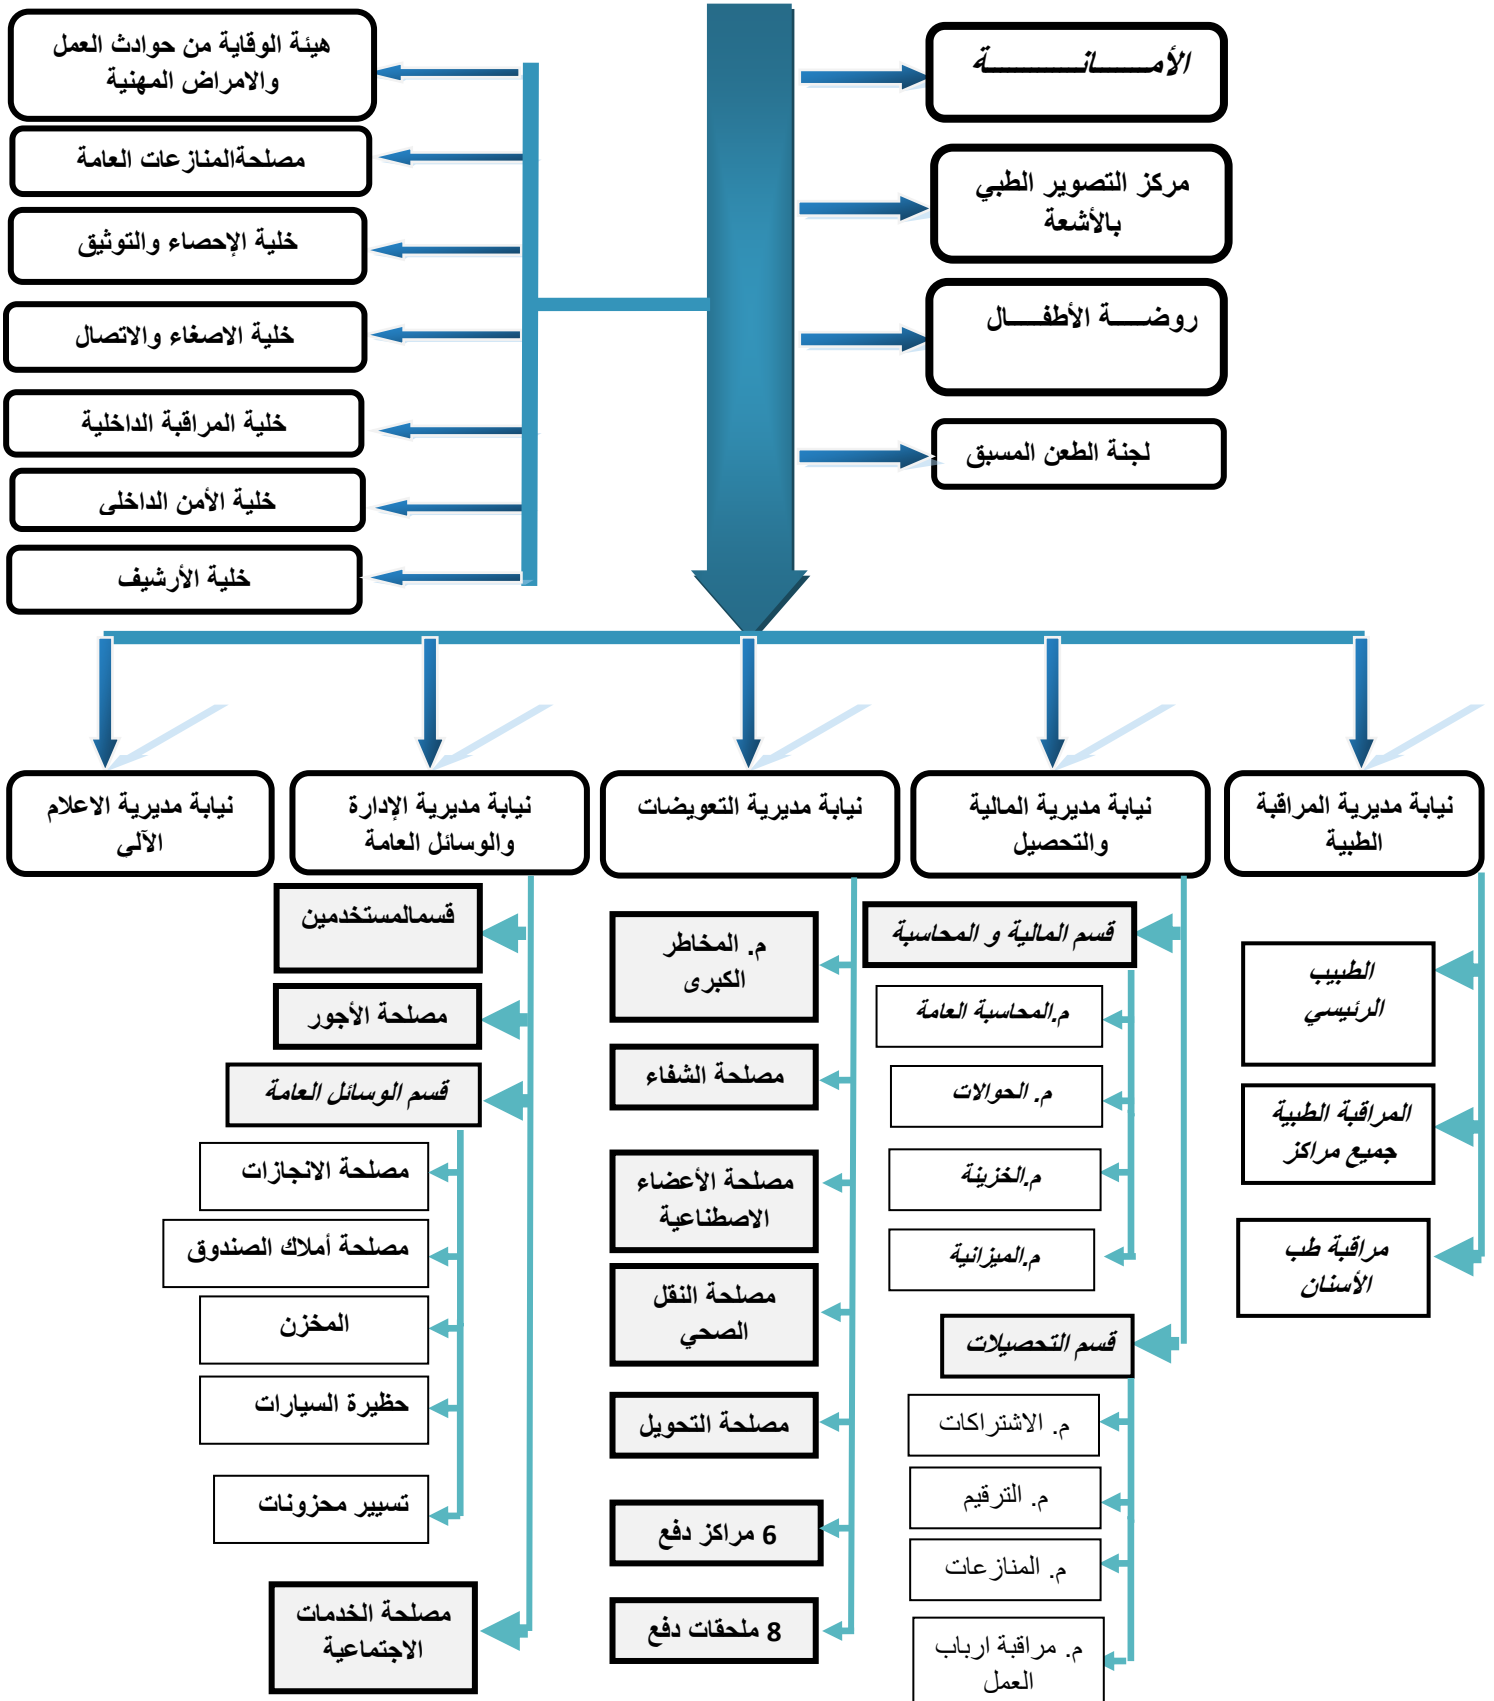 الأمـــــانـــــــــــة
مركز التصوير الطبي
بالأشعة
روضـــــة الأطفـــــال
لجنة الطعن المسبق
هيئة الوقاية من حوادث العمل
والامراض المهنية
مصلحةالمنازعات العامة
خلية الإحصاء والتوثيق
خلية الاصغاء والاتصال
خلية المراقبة الداخلية
خلية الأمن الداخلى
خلية الأرشيف
نيابة مديرية المراقبة
الطبية
نيابة مديرية المالية
والتحصيل
نيابة مديرية التعويضات
نيابة مديرية الإدارة
والوسائل العامة
نيابة مديرية الاعلام
الآلى
الطبيب
الرئيسي
المراقبة الطبية
جميع مراكز
مراقبة طب
الأسنان
قسم المالية و المحاسبة
م.المحاسبة العامة
م. الحوالات
م.الخزينة
م.الميزانية
قسم التحصيلات
م. الاشتراكات
م. الترقيم
م. المنازعات
م. مراقبة ارباب
العمل
م. المخاطر
الكبرى
مصلحة الشفاء
مصلحة الأعضاء
الاصطناعية
مصلحة النقل
الصحي
مصلحة التحويل
6 مراكز دفع
8 ملحقات دفع
قسمالمستخدمين
مصلحة الأجور
قسم الوسائل العامة
مصلحة الانجازات
مصلحة أملاك الصندوق
المخزن
حظيرة السيارات
تسيير محزونات
مصلحة الخدمات
الاجتماعية